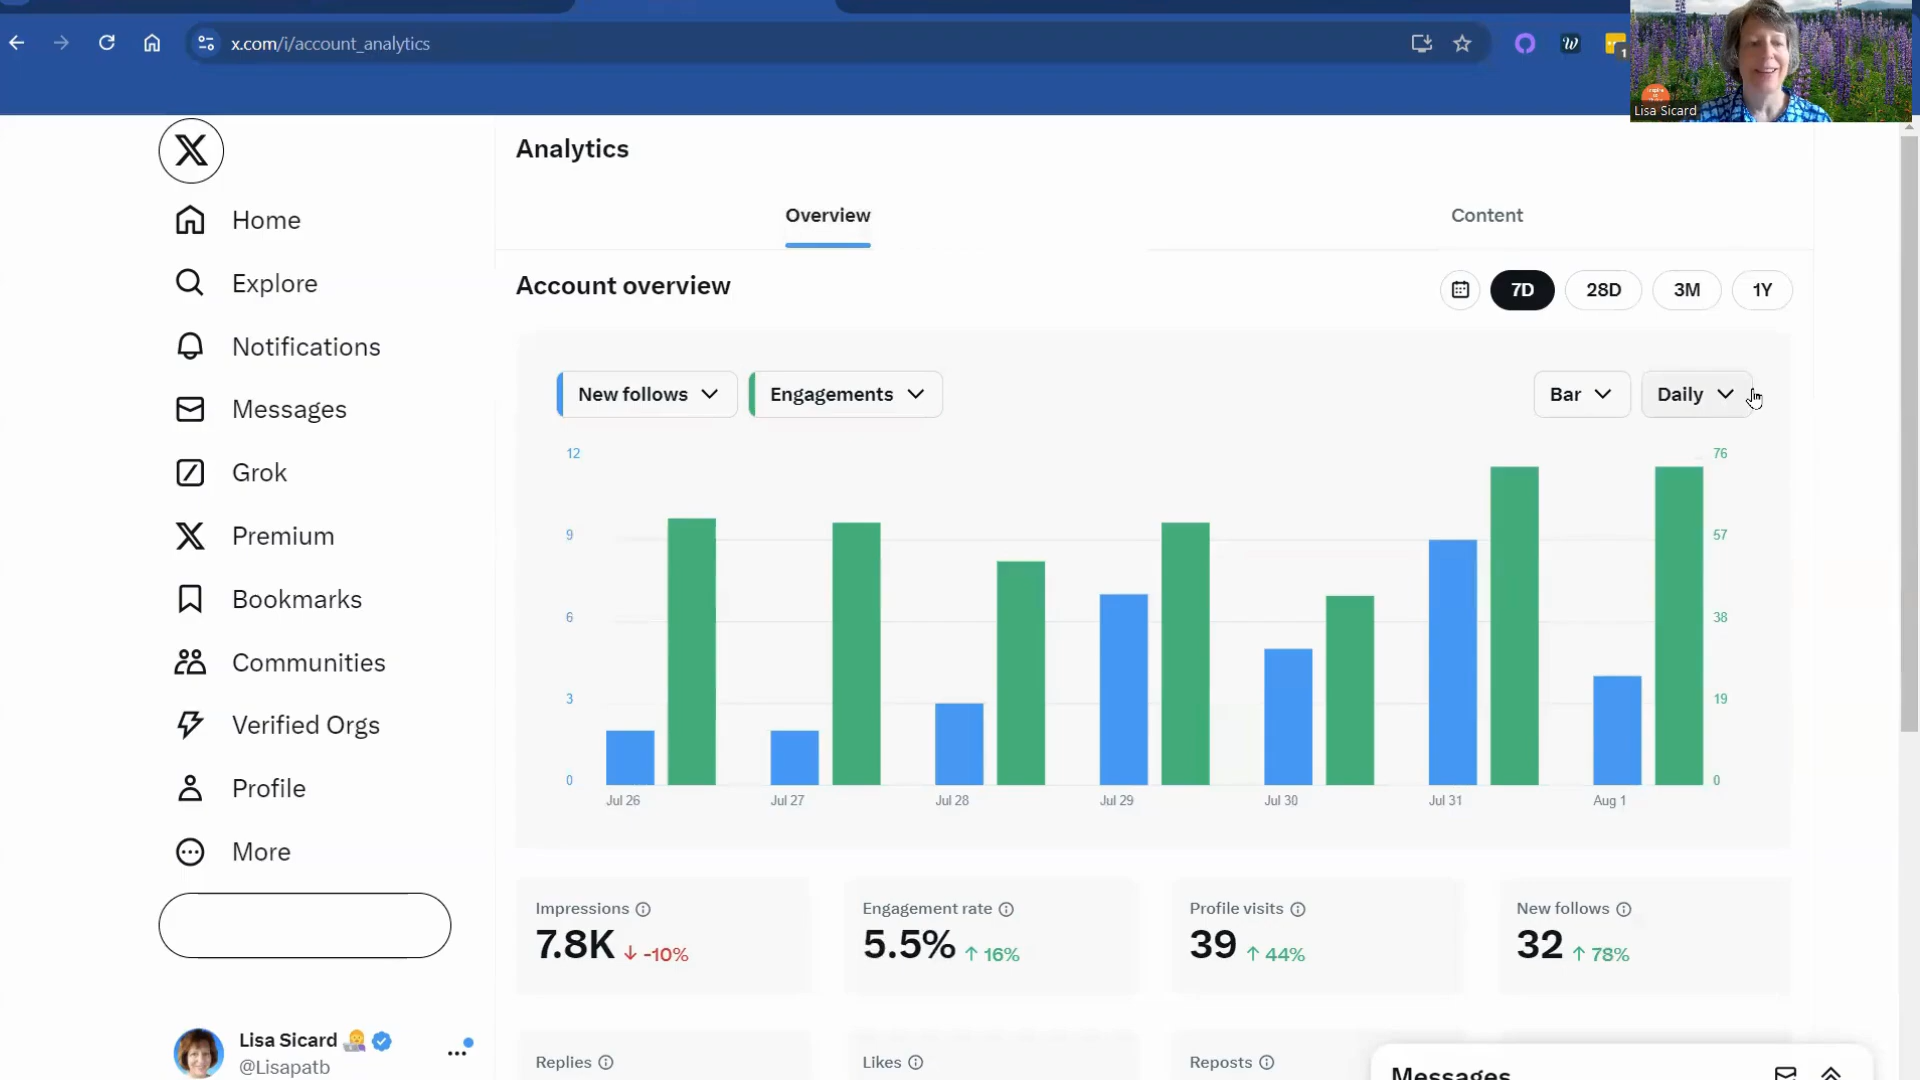 x.com/i/account_analytics
1
Lisa Sicard
Analytics
Home
Explore
Notifications
Messages
Grok
Premium
Bookmarks
Communities
Verified Orgs
Profile
More
Lisa Sicard
@Lisapatb
Overview
Content
Account overview
7D
28D
3M
1Y
New follows
Engagements
Bar
Daily
12
9
6
3
0
76
57
38
19
0
Jul 26
Jul 27
Jul 28
Jul 29
Jul 30
Jul 31
Aug 1
Impressions
7.8K ↓ -10%
Engagement rate
5.5% ↑ 16%
Profile visits
39 ↑ 44%
New follows
32 ↑ 78%
Replies
Likes
Reposts
Messages